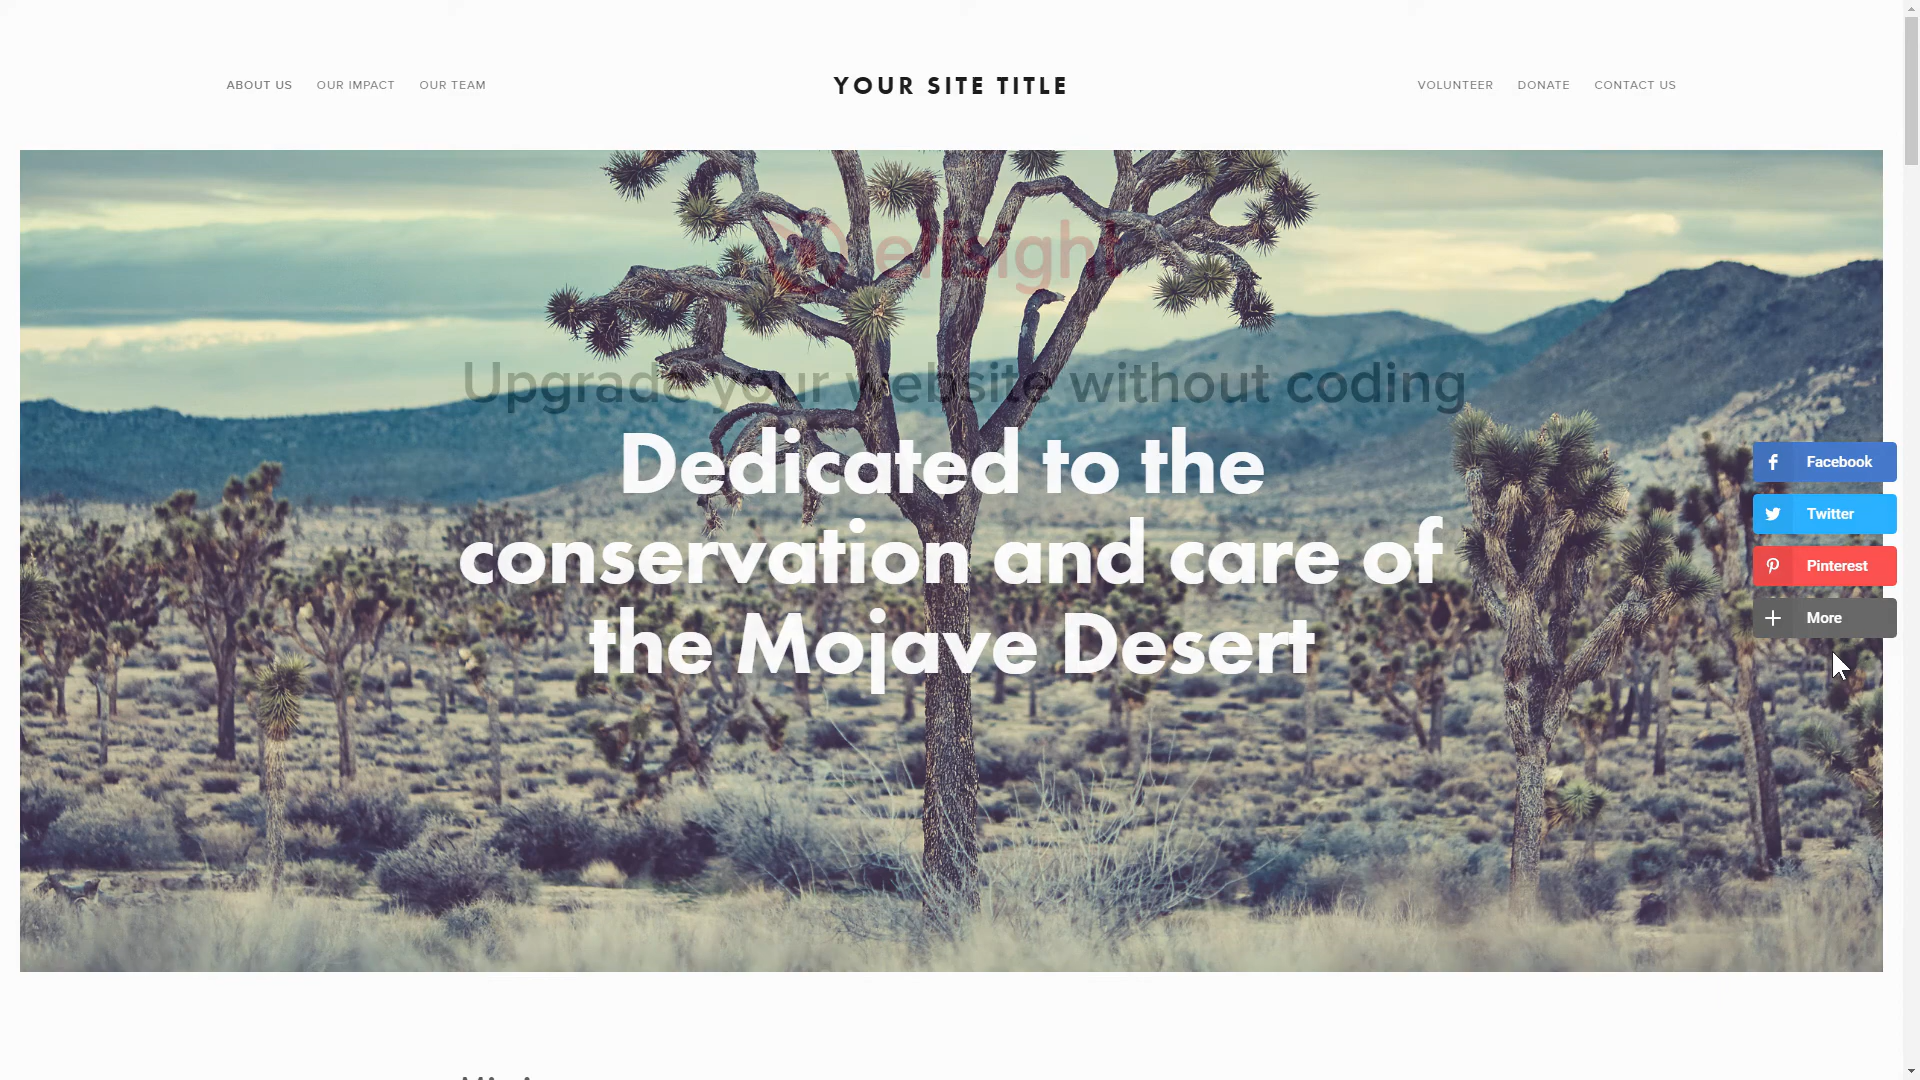 ABOUT US OUR IMPACT OUR TEAM YOUR SITE TITLE VOLUNTEER DONATE CONTACT US
elfsight
Upgrade your website without coding
Dedicated to the
conservation and care of
the Mojave Desert
Facebook
Twitter
Pinterest
More